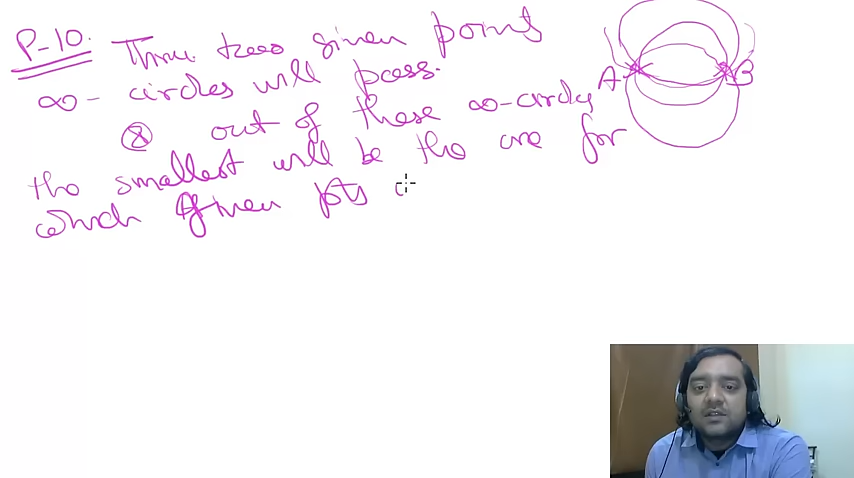 P-10. Thru two given points
∞- circles will pass.
& out of these ∞-circles
the smallest will be the one for
which given pts
A
B